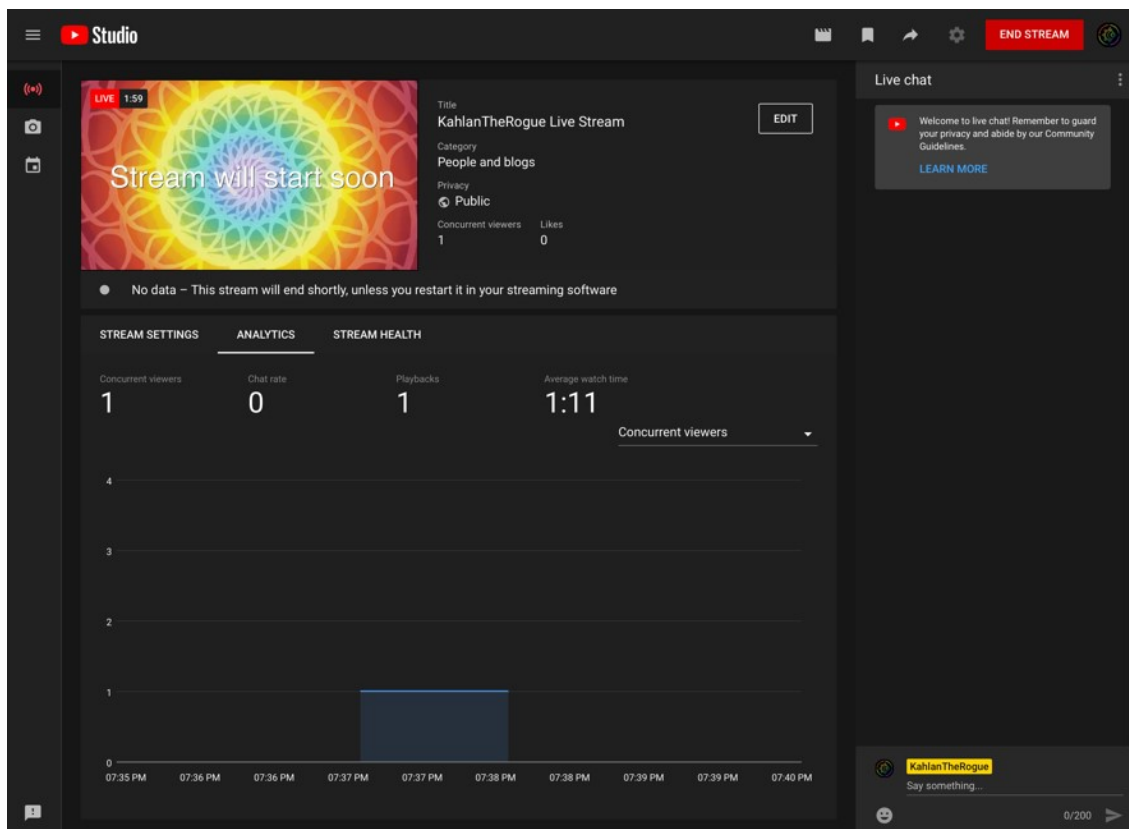 Studio
END STREAM
LIVE 1:59
Stream will start soon
Title
KahlanTheRogue Live Stream
EDIT
Category
People and blogs
Privacy
Public
Concurrent viewers Likes
1 0
No data – This stream will end shortly, unless you restart it in your streaming software
STREAM SETTINGS ANALYTICS STREAM HEALTH
Concurrent viewers Chat rate Playbacks Average watch time
1 0 1 1:11
Concurrent viewers
4
3
2
1
0
07:35 PM 07:36 PM 07:36 PM 07:37 PM 07:37 PM 07:38 PM 07:38 PM 07:39 PM 07:39 PM 07:40 PM
Live chat
Welcome to live chat! Remember to guard
your privacy and abide by our Community
Guidelines.
LEARN MORE
KahlanTheRogue
Say something...
0/200